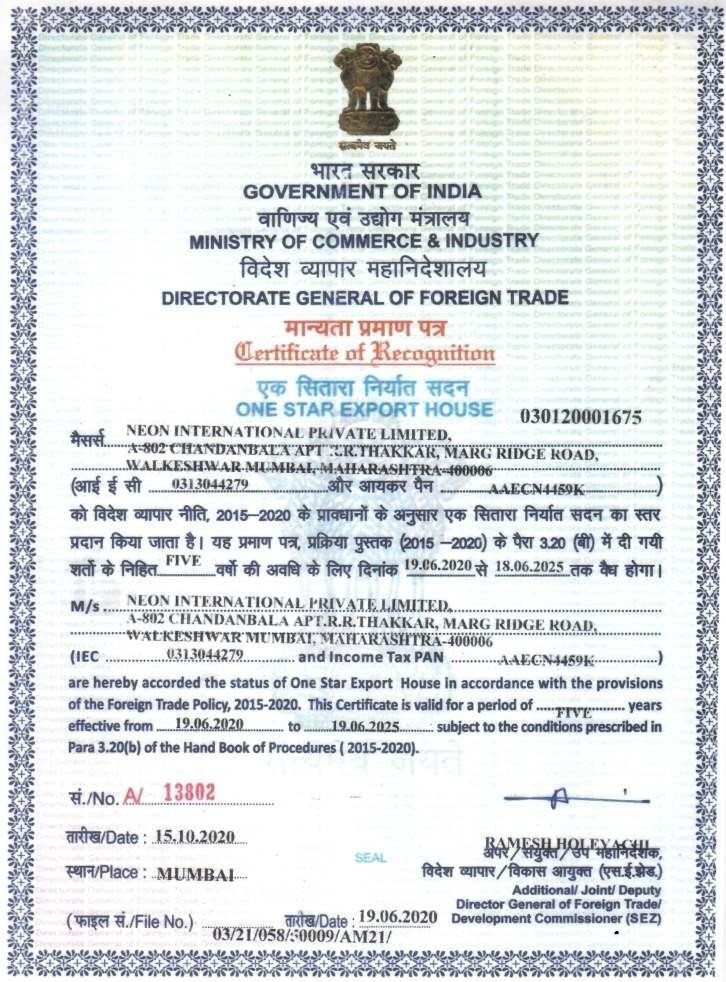 सत्यमेव जयते
भारत सरकार
GOVERNMENT OF INDIA
वाणिज्य एवं उद्योग मंत्रालय
MINISTRY OF COMMERCE & INDUSTRY
विदेश व्यापार महानिदेशालय
DIRECTORATE GENERAL OF FOREIGN TRADE
मान्यता प्रमाण पत्र
Certificate of Recognition
एक सितारा निर्यात सदन
ONE STAR EXPORT HOUSE 030120001675
मैसर्स NEON INTERNATIONAL PRIVATE LIMITED,
A-802 CHANDANBALA APT .R.THAKKAR, MARG RIDGE ROAD,
WALKESHWAR MUMBAI, MAHARASHTRA-400006
(आई ई सी 0313044279 और आयकर पैन AAECN4459K)
को विदेश व्यापार नीति, 2015–2020 के प्रावधानों के अनुसार एक सितारा निर्यात सदन का स्तर
प्रदान किया जाता है। यह प्रमाण पत्र, प्रक्रिया पुस्तक (2015 –2020) के पैरा 3.20 (बी) में दी गयी
शर्तो के निहित FIVE वर्षो की अवधि के लिए दिनांक 19.06.2020 से 18.06.2025 तक वैध होगा।
M/s NEON INTERNATIONAL PRIVATE LIMITED,
A-802 CHANDANBALA APT.R.R.THAKKAR, MARG RIDGE ROAD,
WALKESHWAR MUMBAI, MAHARASHTRA-400006
(IEC 0313044279 and Income Tax PAN AAECN4459K)
are hereby accorded the status of One Star Export House in accordance with the provisions
of the Foreign Trade Policy, 2015-2020. This Certificate is valid for a period of FIVE years
effective from 19.06.2020 to 19.06.2025 subject to the conditions prescribed in
Para 3.20(b) of the Hand Book of Procedures ( 2015-2020).
सत्यमेव जयते
सं./No. A/ 13802
तारीख/Date : 15.10.2020
स्थान/Place : MUMBAI
SEAL
RAMESH HOLEYACHI
अपर/संयुक्त/उप महानिदेशक,
विदेश व्यापार/विकास आयुक्त (एस.ई.झेड.)
Additional/ Joint/ Deputy
Director General of Foreign Trade/
Development Commissioner (SEZ)
(फाइल सं./File No.) तारीख/Date : 19.06.2020
03/21/058/50009/AM21/